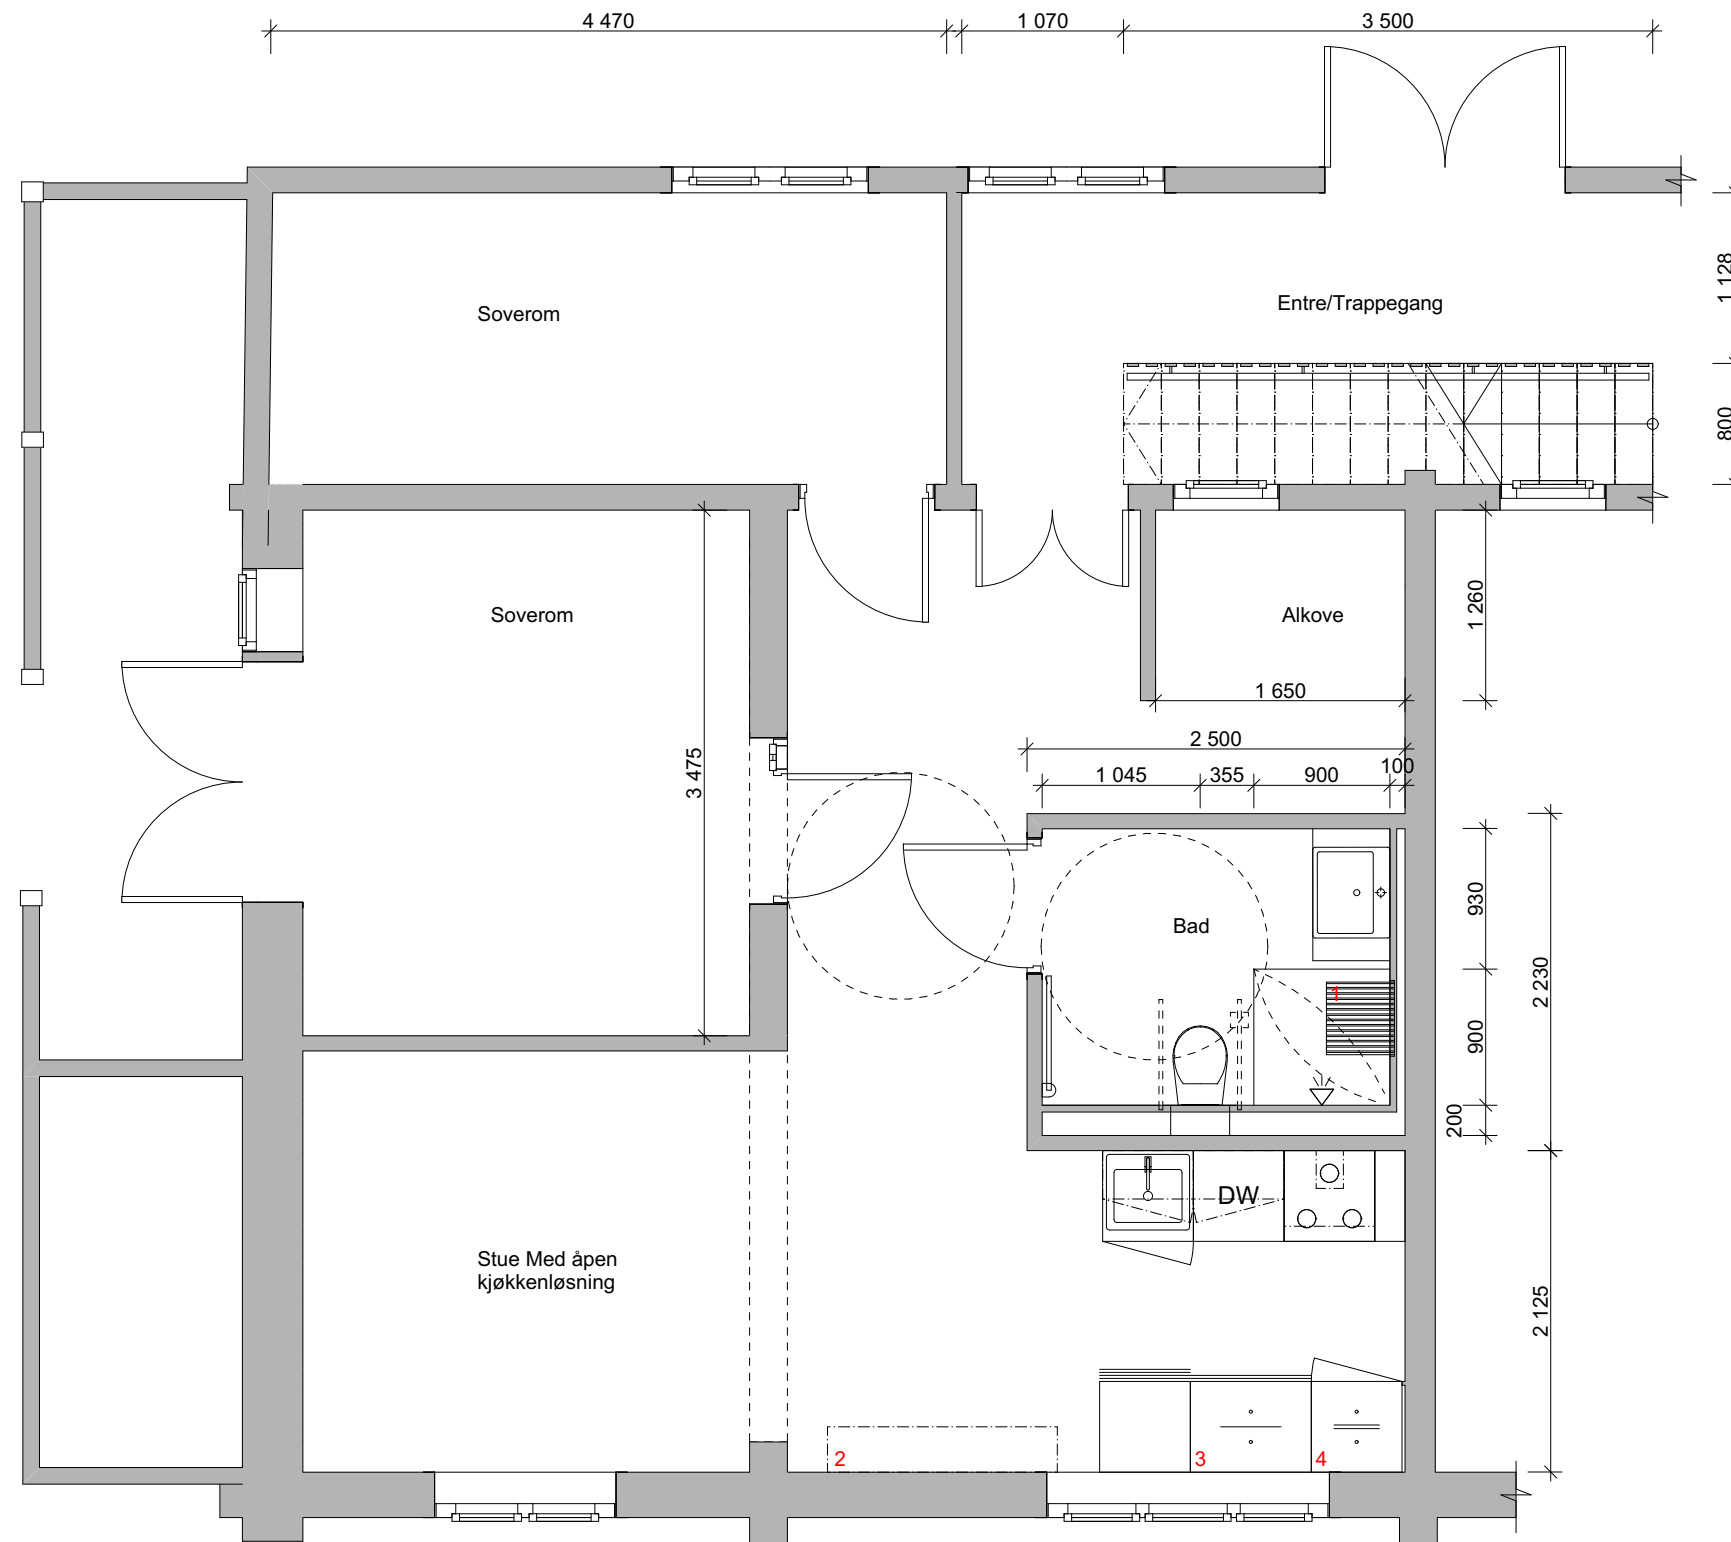 4 470
1 070
3 500
1 128
Soverom
Entre/Trappegang
800
Soverom
Alkove
1 260
1 650
3 475
2 500
1 045
355
900
100
Bad
930
2 230
1
900
200
DW
Stue Med åpen
kjøkkenløsning
2 125
2
3
4